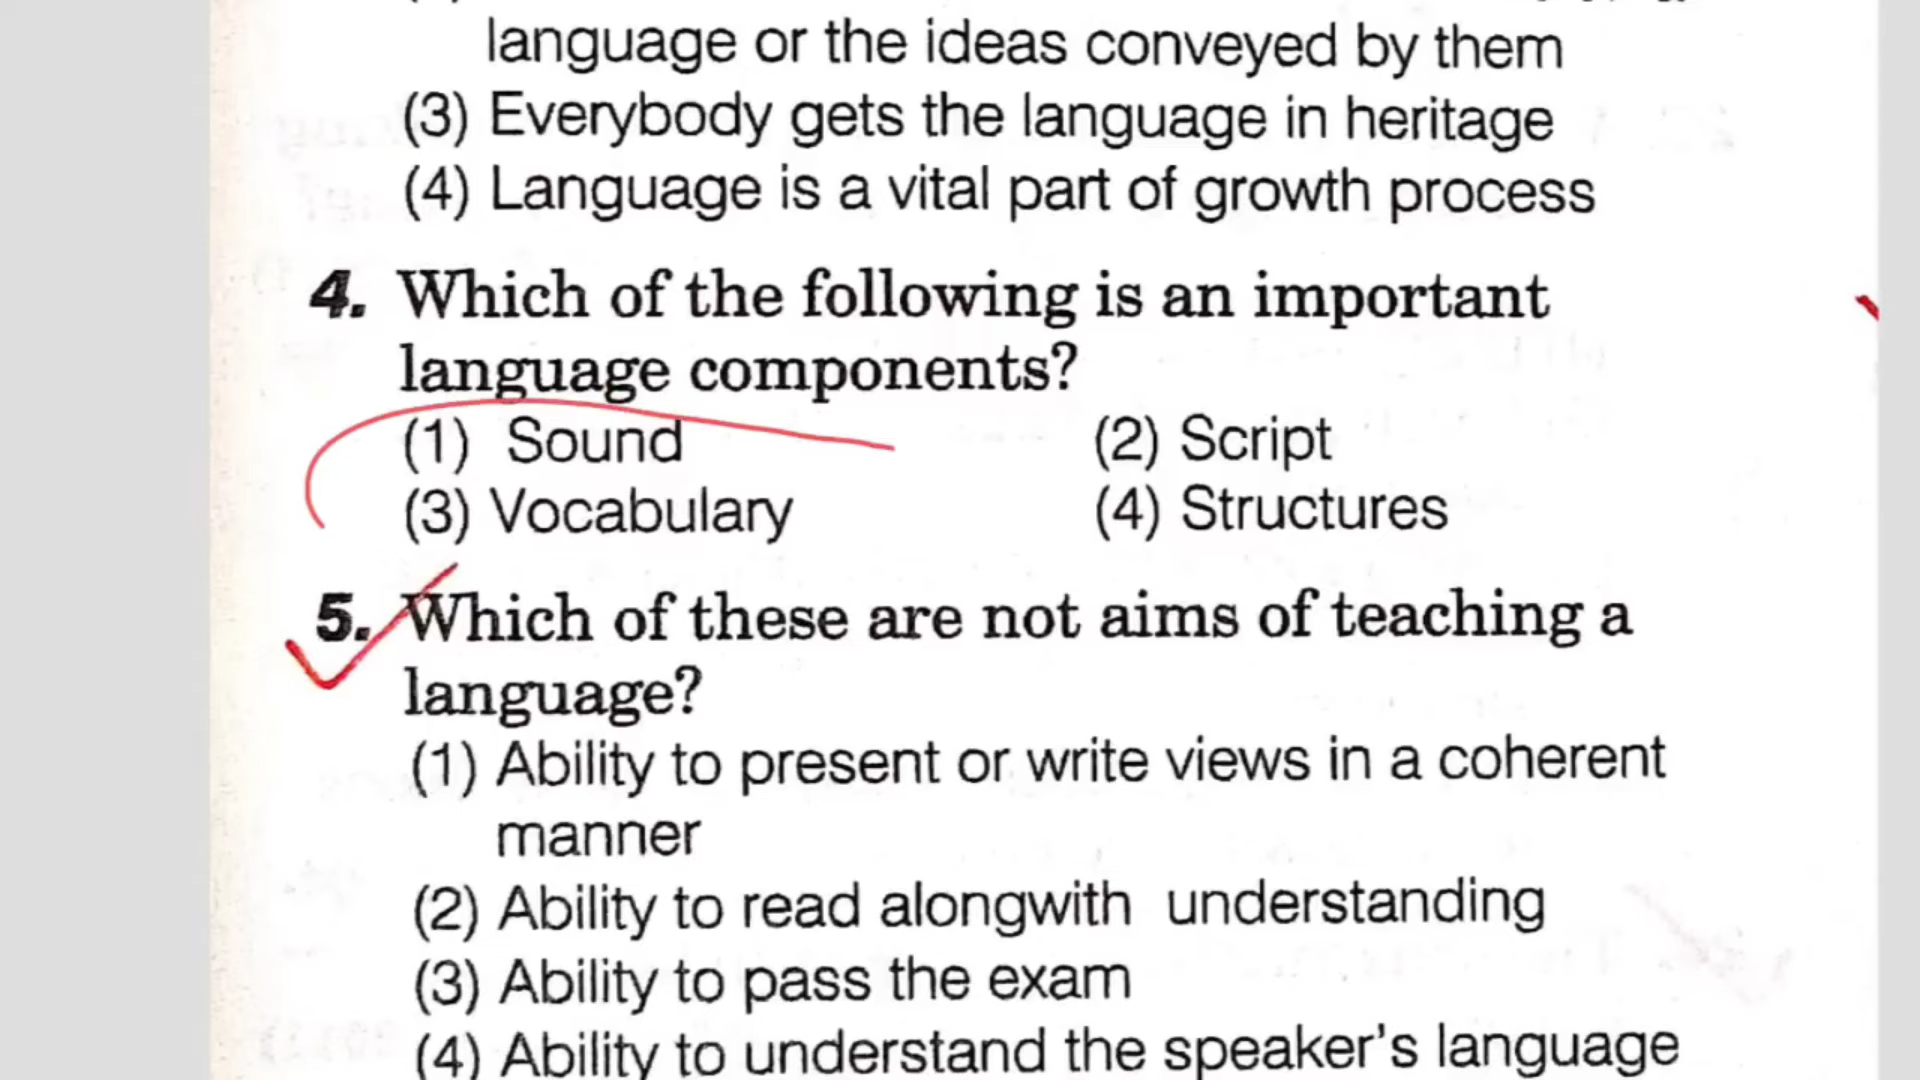 language or the ideas conveyed by them
(3) Everybody gets the language in heritage
(4) Language is a vital part of growth process
4. Which of the following is an important
language components?
(1) Sound (2) Script
(3) Vocabulary (4) Structures
5. Which of these are not aims of teaching a
language?
(1) Ability to present or write views in a coherent
manner
(2) Ability to read alongwith understanding
(3) Ability to pass the exam
(4) Ability to understand the speaker's language